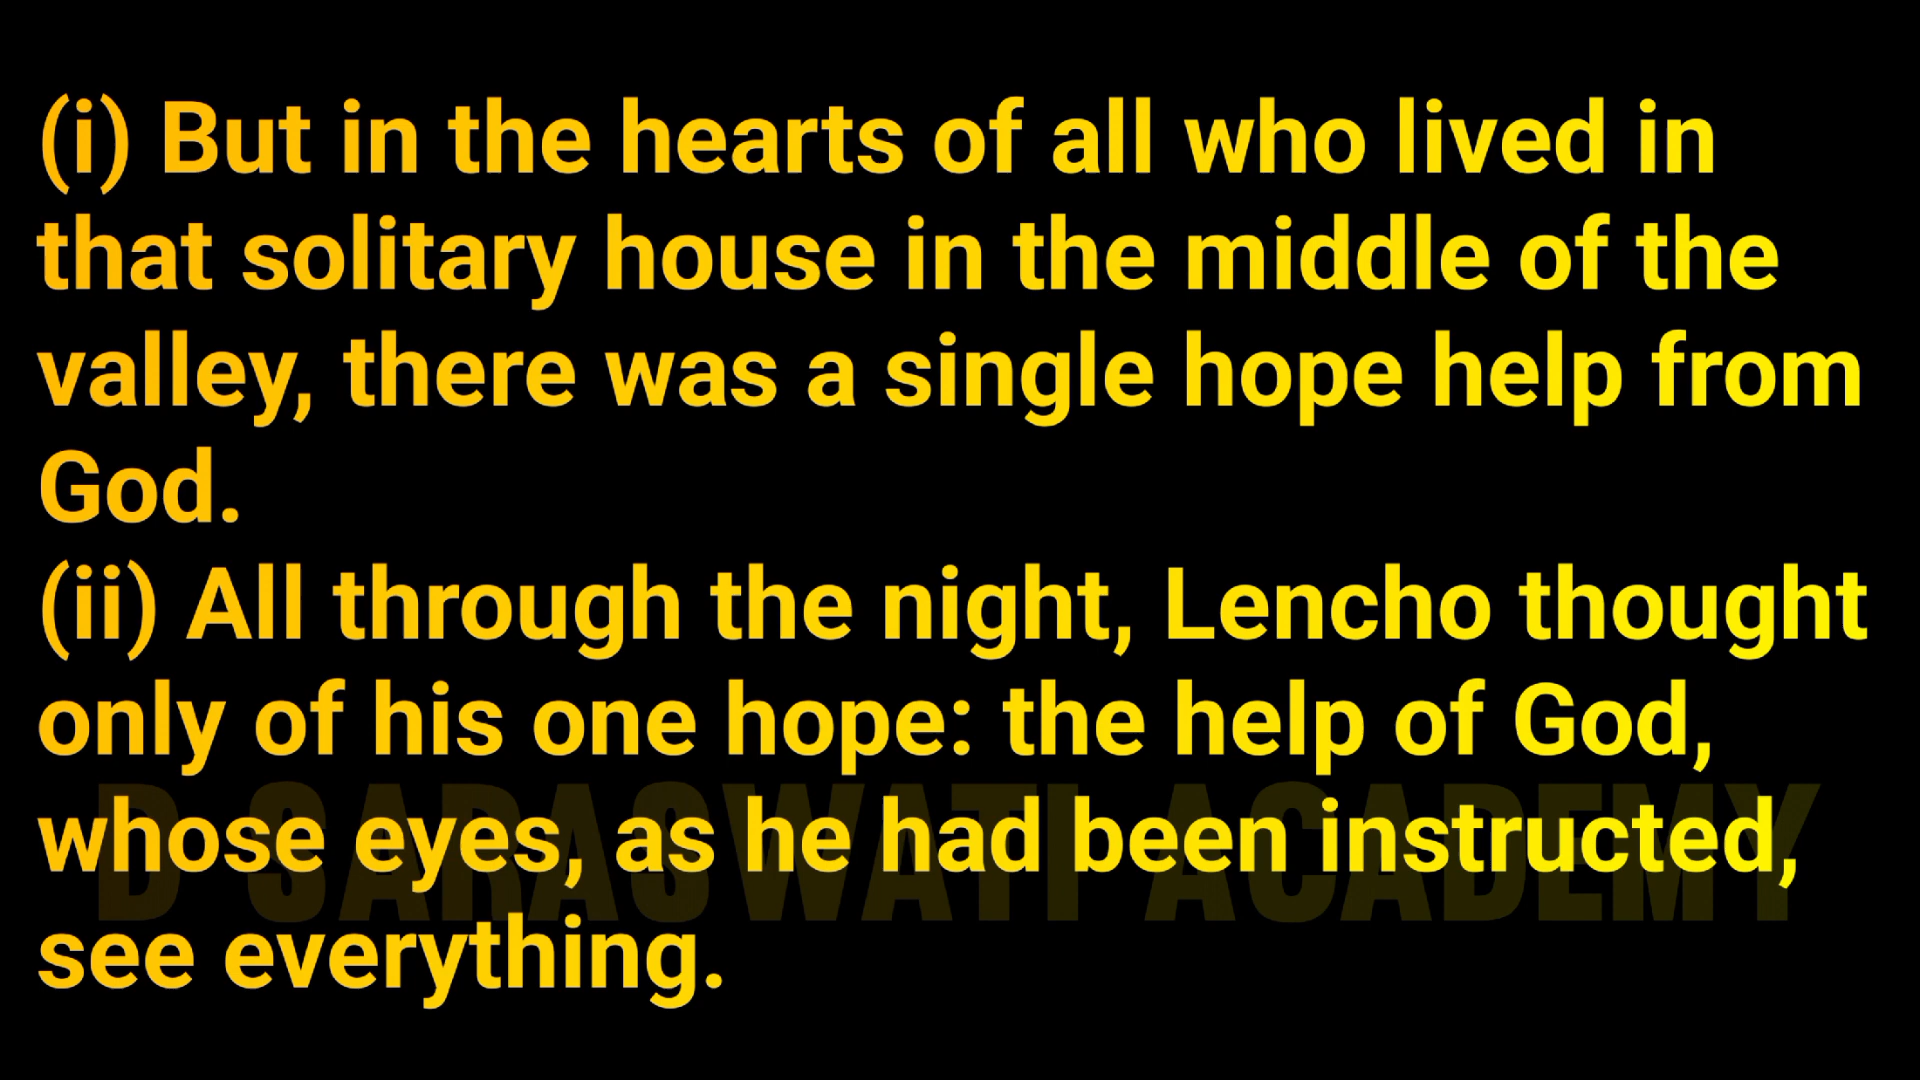 (i) But in the hearts of all who lived in
that solitary house in the middle of the
valley, there was a single hope help from
God.
(ii) All through the night, Lencho thought
only of his one hope: the help of God,
whose eyes, as he had been instructed,
see everything.
D SARASWATI ACADEMY